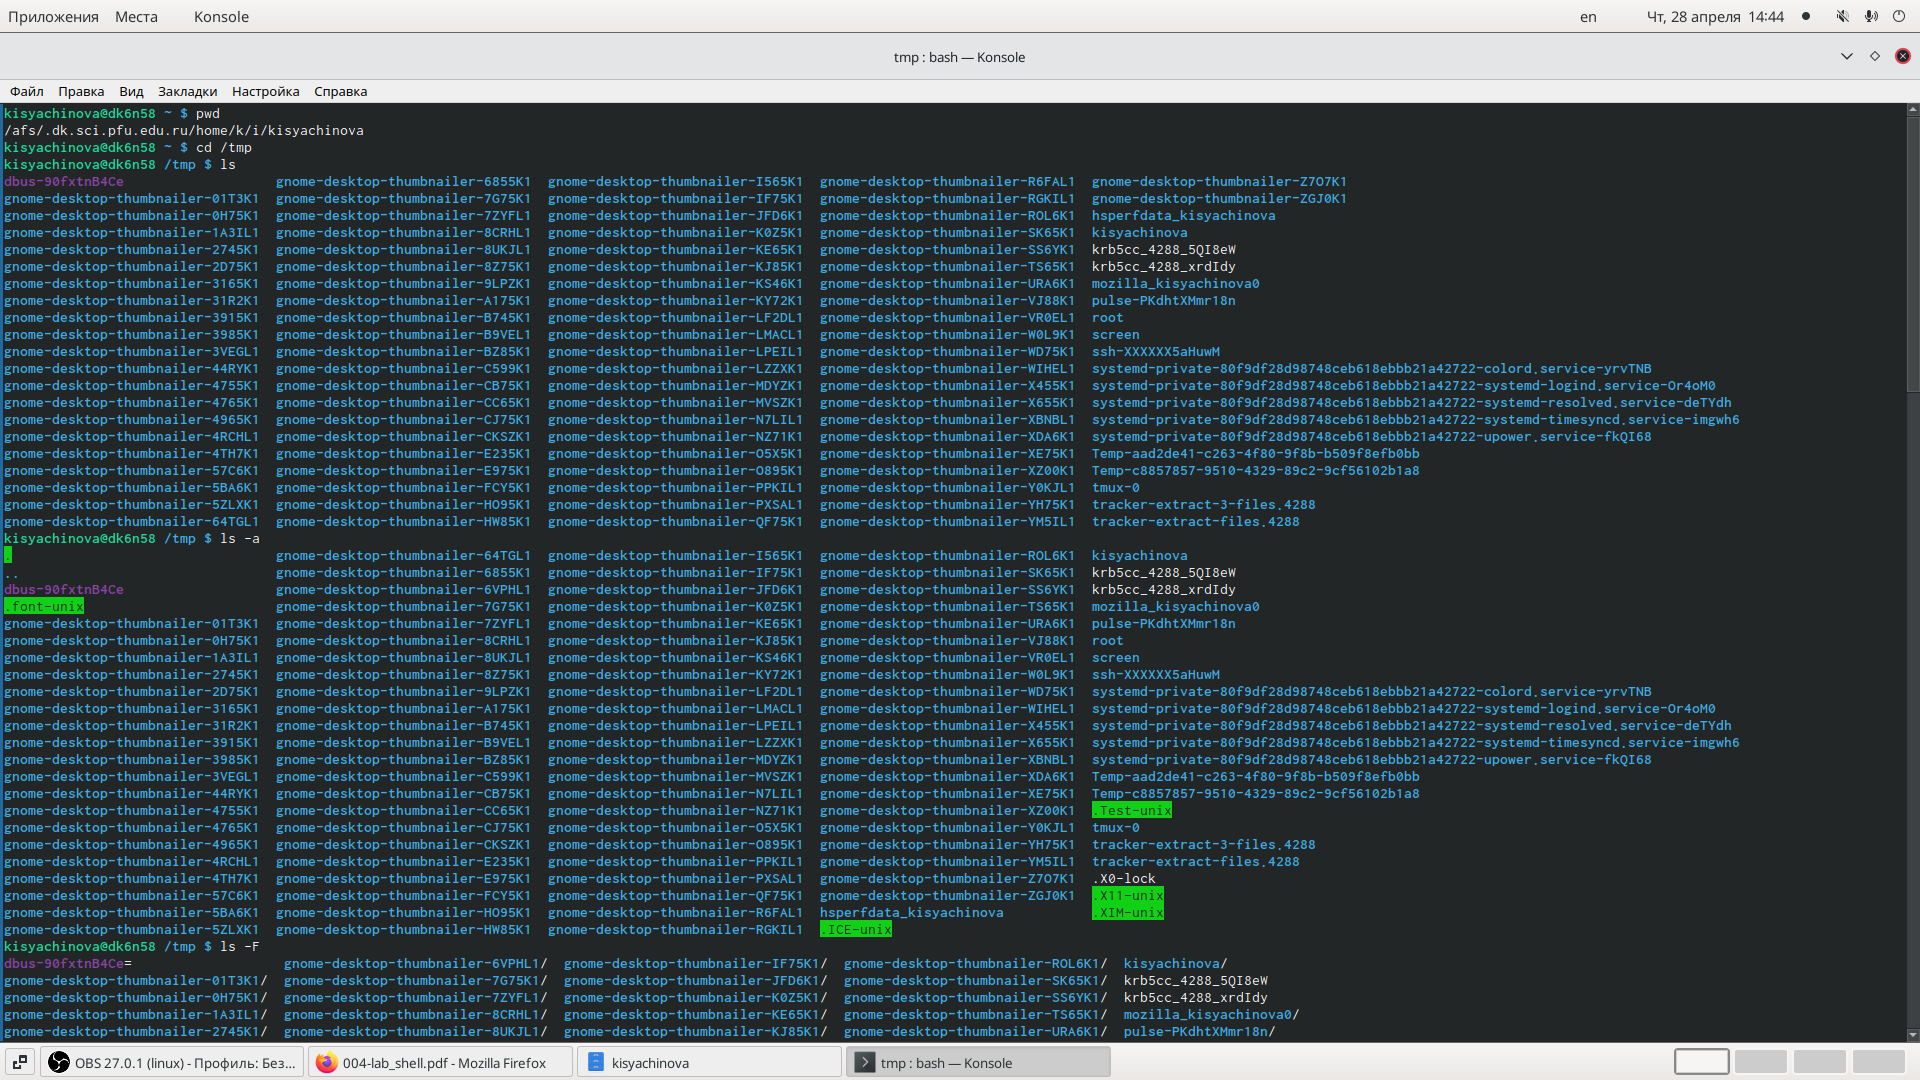 Приложения Места Konsole en Чт, 28 апреля 14:44
tmp : bash — Konsole
Файл Правка Вид Закладки Настройка Справка
kisyachinova@dk6n58 ~ $ pwd
/afs/.dk.sci.pfu.edu.ru/home/k/i/kisyachinova
kisyachinova@dk6n58 ~ $ cd /tmp
kisyachinova@dk6n58 /tmp $ ls
dbus-90fxtnB4Ce gnome-desktop-thumbnailer-6855K1 gnome-desktop-thumbnailer-I565K1 gnome-desktop-thumbnailer-R6FAL1 gnome-desktop-thumbnailer-Z7O7K1
gnome-desktop-thumbnailer-01T3K1 gnome-desktop-thumbnailer-7G75K1 gnome-desktop-thumbnailer-IF75K1 gnome-desktop-thumbnailer-RGKIL1 gnome-desktop-thumbnailer-ZGJ0K1
gnome-desktop-thumbnailer-0H75K1 gnome-desktop-thumbnailer-7ZYFL1 gnome-desktop-thumbnailer-JFD6K1 gnome-desktop-thumbnailer-ROL6K1 hsperfdata_kisyachinova
gnome-desktop-thumbnailer-1A3IL1 gnome-desktop-thumbnailer-8CRHL1 gnome-desktop-thumbnailer-K0Z5K1 gnome-desktop-thumbnailer-SK65K1 kisyachinova
gnome-desktop-thumbnailer-2745K1 gnome-desktop-thumbnailer-8UKJL1 gnome-desktop-thumbnailer-KE65K1 gnome-desktop-thumbnailer-SS6YK1 krb5cc_4288_5QI8eW
gnome-desktop-thumbnailer-2D75K1 gnome-desktop-thumbnailer-8Z75K1 gnome-desktop-thumbnailer-KJ85K1 gnome-desktop-thumbnailer-TS65K1 krb5cc_4288_xrdIdy
gnome-desktop-thumbnailer-3165K1 gnome-desktop-thumbnailer-9LPZK1 gnome-desktop-thumbnailer-KS46K1 gnome-desktop-thumbnailer-URA6K1 mozilla_kisyachinova0
gnome-desktop-thumbnailer-31R2K1 gnome-desktop-thumbnailer-A175K1 gnome-desktop-thumbnailer-KY72K1 gnome-desktop-thumbnailer-VJ88K1 pulse-PKdhtXMmr18n
gnome-desktop-thumbnailer-3915K1 gnome-desktop-thumbnailer-B745K1 gnome-desktop-thumbnailer-LF2DL1 gnome-desktop-thumbnailer-VR0EL1 root
gnome-desktop-thumbnailer-3985K1 gnome-desktop-thumbnailer-B9VEL1 gnome-desktop-thumbnailer-LMACL1 gnome-desktop-thumbnailer-W0L9K1 screen
gnome-desktop-thumbnailer-3VEGL1 gnome-desktop-thumbnailer-BZ85K1 gnome-desktop-thumbnailer-LPEIL1 gnome-desktop-thumbnailer-WD75K1 ssh-XXXXXX5aHuwM
gnome-desktop-thumbnailer-44RYK1 gnome-desktop-thumbnailer-C599K1 gnome-desktop-thumbnailer-LZZXK1 gnome-desktop-thumbnailer-WIHEL1 systemd-private-80f9df28d98748ceb618ebbb21a42722-colord.service-yrvTNB
gnome-desktop-thumbnailer-4755K1 gnome-desktop-thumbnailer-CB75K1 gnome-desktop-thumbnailer-MDYZK1 gnome-desktop-thumbnailer-X455K1 systemd-private-80f9df28d98748ceb618ebbb21a42722-systemd-logind.service-Or4oM0
gnome-desktop-thumbnailer-4765K1 gnome-desktop-thumbnailer-CC65K1 gnome-desktop-thumbnailer-MVSZK1 gnome-desktop-thumbnailer-X655K1 systemd-private-80f9df28d98748ceb618ebbb21a42722-systemd-resolved.service-deTYdh
gnome-desktop-thumbnailer-4965K1 gnome-desktop-thumbnailer-CJ75K1 gnome-desktop-thumbnailer-N7LIL1 gnome-desktop-thumbnailer-XBNBL1 systemd-private-80f9df28d98748ceb618ebbb21a42722-systemd-timesyncd.service-imgwh6
gnome-desktop-thumbnailer-4RCHL1 gnome-desktop-thumbnailer-CKSZK1 gnome-desktop-thumbnailer-NZ71K1 gnome-desktop-thumbnailer-XDA6K1 systemd-private-80f9df28d98748ceb618ebbb21a42722-upower.service-fkQI68
gnome-desktop-thumbnailer-4TH7K1 gnome-desktop-thumbnailer-E235K1 gnome-desktop-thumbnailer-O5X5K1 gnome-desktop-thumbnailer-XE75K1 Temp-aad2de41-c263-4f80-9f8b-b509f8efb0bb
gnome-desktop-thumbnailer-57C6K1 gnome-desktop-thumbnailer-E975K1 gnome-desktop-thumbnailer-O895K1 gnome-desktop-thumbnailer-XZ00K1 Temp-c8857857-9510-4329-89c2-9cf56102b1a8
gnome-desktop-thumbnailer-5BA6K1 gnome-desktop-thumbnailer-FCY5K1 gnome-desktop-thumbnailer-PPKIL1 gnome-desktop-thumbnailer-Y0KJL1 tmux-0
gnome-desktop-thumbnailer-5ZLXK1 gnome-desktop-thumbnailer-HO95K1 gnome-desktop-thumbnailer-PXSAL1 gnome-desktop-thumbnailer-YH75K1 tracker-extract-3-files.4288
gnome-desktop-thumbnailer-64TGL1 gnome-desktop-thumbnailer-HW85K1 gnome-desktop-thumbnailer-QF75K1 gnome-desktop-thumbnailer-YM5IL1 tracker-extract-files.4288
kisyachinova@dk6n58 /tmp $ ls -a
. gnome-desktop-thumbnailer-64TGL1 gnome-desktop-thumbnailer-I565K1 gnome-desktop-thumbnailer-ROL6K1 kisyachinova
.. gnome-desktop-thumbnailer-6855K1 gnome-desktop-thumbnailer-IF75K1 gnome-desktop-thumbnailer-SK65K1 krb5cc_4288_5QI8eW
dbus-90fxtnB4Ce gnome-desktop-thumbnailer-6VPHL1 gnome-desktop-thumbnailer-JFD6K1 gnome-desktop-thumbnailer-SS6YK1 krb5cc_4288_xrdIdy
.font-unix gnome-desktop-thumbnailer-7G75K1 gnome-desktop-thumbnailer-K0Z5K1 gnome-desktop-thumbnailer-TS65K1 mozilla_kisyachinova0
gnome-desktop-thumbnailer-01T3K1 gnome-desktop-thumbnailer-7ZYFL1 gnome-desktop-thumbnailer-KE65K1 gnome-desktop-thumbnailer-URA6K1 pulse-PKdhtXMmr18n
gnome-desktop-thumbnailer-0H75K1 gnome-desktop-thumbnailer-8CRHL1 gnome-desktop-thumbnailer-KJ85K1 gnome-desktop-thumbnailer-VJ88K1 root
gnome-desktop-thumbnailer-1A3IL1 gnome-desktop-thumbnailer-8UKJL1 gnome-desktop-thumbnailer-KS46K1 gnome-desktop-thumbnailer-VR0EL1 screen
gnome-desktop-thumbnailer-2745K1 gnome-desktop-thumbnailer-8Z75K1 gnome-desktop-thumbnailer-KY72K1 gnome-desktop-thumbnailer-W0L9K1 ssh-XXXXXX5aHuwM
gnome-desktop-thumbnailer-2D75K1 gnome-desktop-thumbnailer-9LPZK1 gnome-desktop-thumbnailer-LF2DL1 gnome-desktop-thumbnailer-WD75K1 systemd-private-80f9df28d98748ceb618ebbb21a42722-colord.service-yrvTNB
gnome-desktop-thumbnailer-3165K1 gnome-desktop-thumbnailer-A175K1 gnome-desktop-thumbnailer-LMACL1 gnome-desktop-thumbnailer-WIHEL1 systemd-private-80f9df28d98748ceb618ebbb21a42722-systemd-logind.service-Or4oM0
gnome-desktop-thumbnailer-31R2K1 gnome-desktop-thumbnailer-B745K1 gnome-desktop-thumbnailer-LPEIL1 gnome-desktop-thumbnailer-X455K1 systemd-private-80f9df28d98748ceb618ebbb21a42722-systemd-resolved.service-deTYdh
gnome-desktop-thumbnailer-3915K1 gnome-desktop-thumbnailer-B9VEL1 gnome-desktop-thumbnailer-LZZXK1 gnome-desktop-thumbnailer-X655K1 systemd-private-80f9df28d98748ceb618ebbb21a42722-systemd-timesyncd.service-imgwh6
gnome-desktop-thumbnailer-3985K1 gnome-desktop-thumbnailer-BZ85K1 gnome-desktop-thumbnailer-MDYZK1 gnome-desktop-thumbnailer-XBNBL1 systemd-private-80f9df28d98748ceb618ebbb21a42722-upower.service-fkQI68
gnome-desktop-thumbnailer-3VEGL1 gnome-desktop-thumbnailer-C599K1 gnome-desktop-thumbnailer-MVSZK1 gnome-desktop-thumbnailer-XDA6K1 Temp-aad2de41-c263-4f80-9f8b-b509f8efb0bb
gnome-desktop-thumbnailer-44RYK1 gnome-desktop-thumbnailer-CB75K1 gnome-desktop-thumbnailer-N7LIL1 gnome-desktop-thumbnailer-XE75K1 Temp-c8857857-9510-4329-89c2-9cf56102b1a8
gnome-desktop-thumbnailer-4755K1 gnome-desktop-thumbnailer-CC65K1 gnome-desktop-thumbnailer-NZ71K1 gnome-desktop-thumbnailer-XZ00K1 .Test-unix
gnome-desktop-thumbnailer-4765K1 gnome-desktop-thumbnailer-CJ75K1 gnome-desktop-thumbnailer-O5X5K1 gnome-desktop-thumbnailer-Y0KJL1 tmux-0
gnome-desktop-thumbnailer-4965K1 gnome-desktop-thumbnailer-CKSZK1 gnome-desktop-thumbnailer-O895K1 gnome-desktop-thumbnailer-YH75K1 tracker-extract-3-files.4288
gnome-desktop-thumbnailer-4RCHL1 gnome-desktop-thumbnailer-E235K1 gnome-desktop-thumbnailer-PPKIL1 gnome-desktop-thumbnailer-YM5IL1 tracker-extract-files.4288
gnome-desktop-thumbnailer-4TH7K1 gnome-desktop-thumbnailer-E975K1 gnome-desktop-thumbnailer-PXSAL1 gnome-desktop-thumbnailer-Z7O7K1 .X0-lock
gnome-desktop-thumbnailer-57C6K1 gnome-desktop-thumbnailer-FCY5K1 gnome-desktop-thumbnailer-QF75K1 gnome-desktop-thumbnailer-ZGJ0K1 .X11-unix
gnome-desktop-thumbnailer-5BA6K1 gnome-desktop-thumbnailer-HO95K1 gnome-desktop-thumbnailer-R6FAL1 hsperfdata_kisyachinova .XIM-unix
gnome-desktop-thumbnailer-5ZLXK1 gnome-desktop-thumbnailer-HW85K1 gnome-desktop-thumbnailer-RGKIL1 .ICE-unix
kisyachinova@dk6n58 /tmp $ ls -F
dbus-90fxtnB4Ce= gnome-desktop-thumbnailer-6VPHL1/ gnome-desktop-thumbnailer-IF75K1/ gnome-desktop-thumbnailer-ROL6K1/ kisyachinova/
gnome-desktop-thumbnailer-01T3K1/ gnome-desktop-thumbnailer-7G75K1/ gnome-desktop-thumbnailer-JFD6K1/ gnome-desktop-thumbnailer-SK65K1/ krb5cc_4288_5QI8eW
gnome-desktop-thumbnailer-0H75K1/ gnome-desktop-thumbnailer-7ZYFL1/ gnome-desktop-thumbnailer-K0Z5K1/ gnome-desktop-thumbnailer-SS6YK1/ krb5cc_4288_xrdIdy
gnome-desktop-thumbnailer-1A3IL1/ gnome-desktop-thumbnailer-8CRHL1/ gnome-desktop-thumbnailer-KE65K1/ gnome-desktop-thumbnailer-TS65K1/ mozilla_kisyachinova0/
gnome-desktop-thumbnailer-2745K1/ gnome-desktop-thumbnailer-8UKJL1/ gnome-desktop-thumbnailer-KJ85K1/ gnome-desktop-thumbnailer-URA6K1/ pulse-PKdhtXMmr18n/
OBS 27.0.1 (linux) - Профиль: Без... 004-lab_shell.pdf - Mozilla Firefox kisyachinova tmp : bash — Konsole